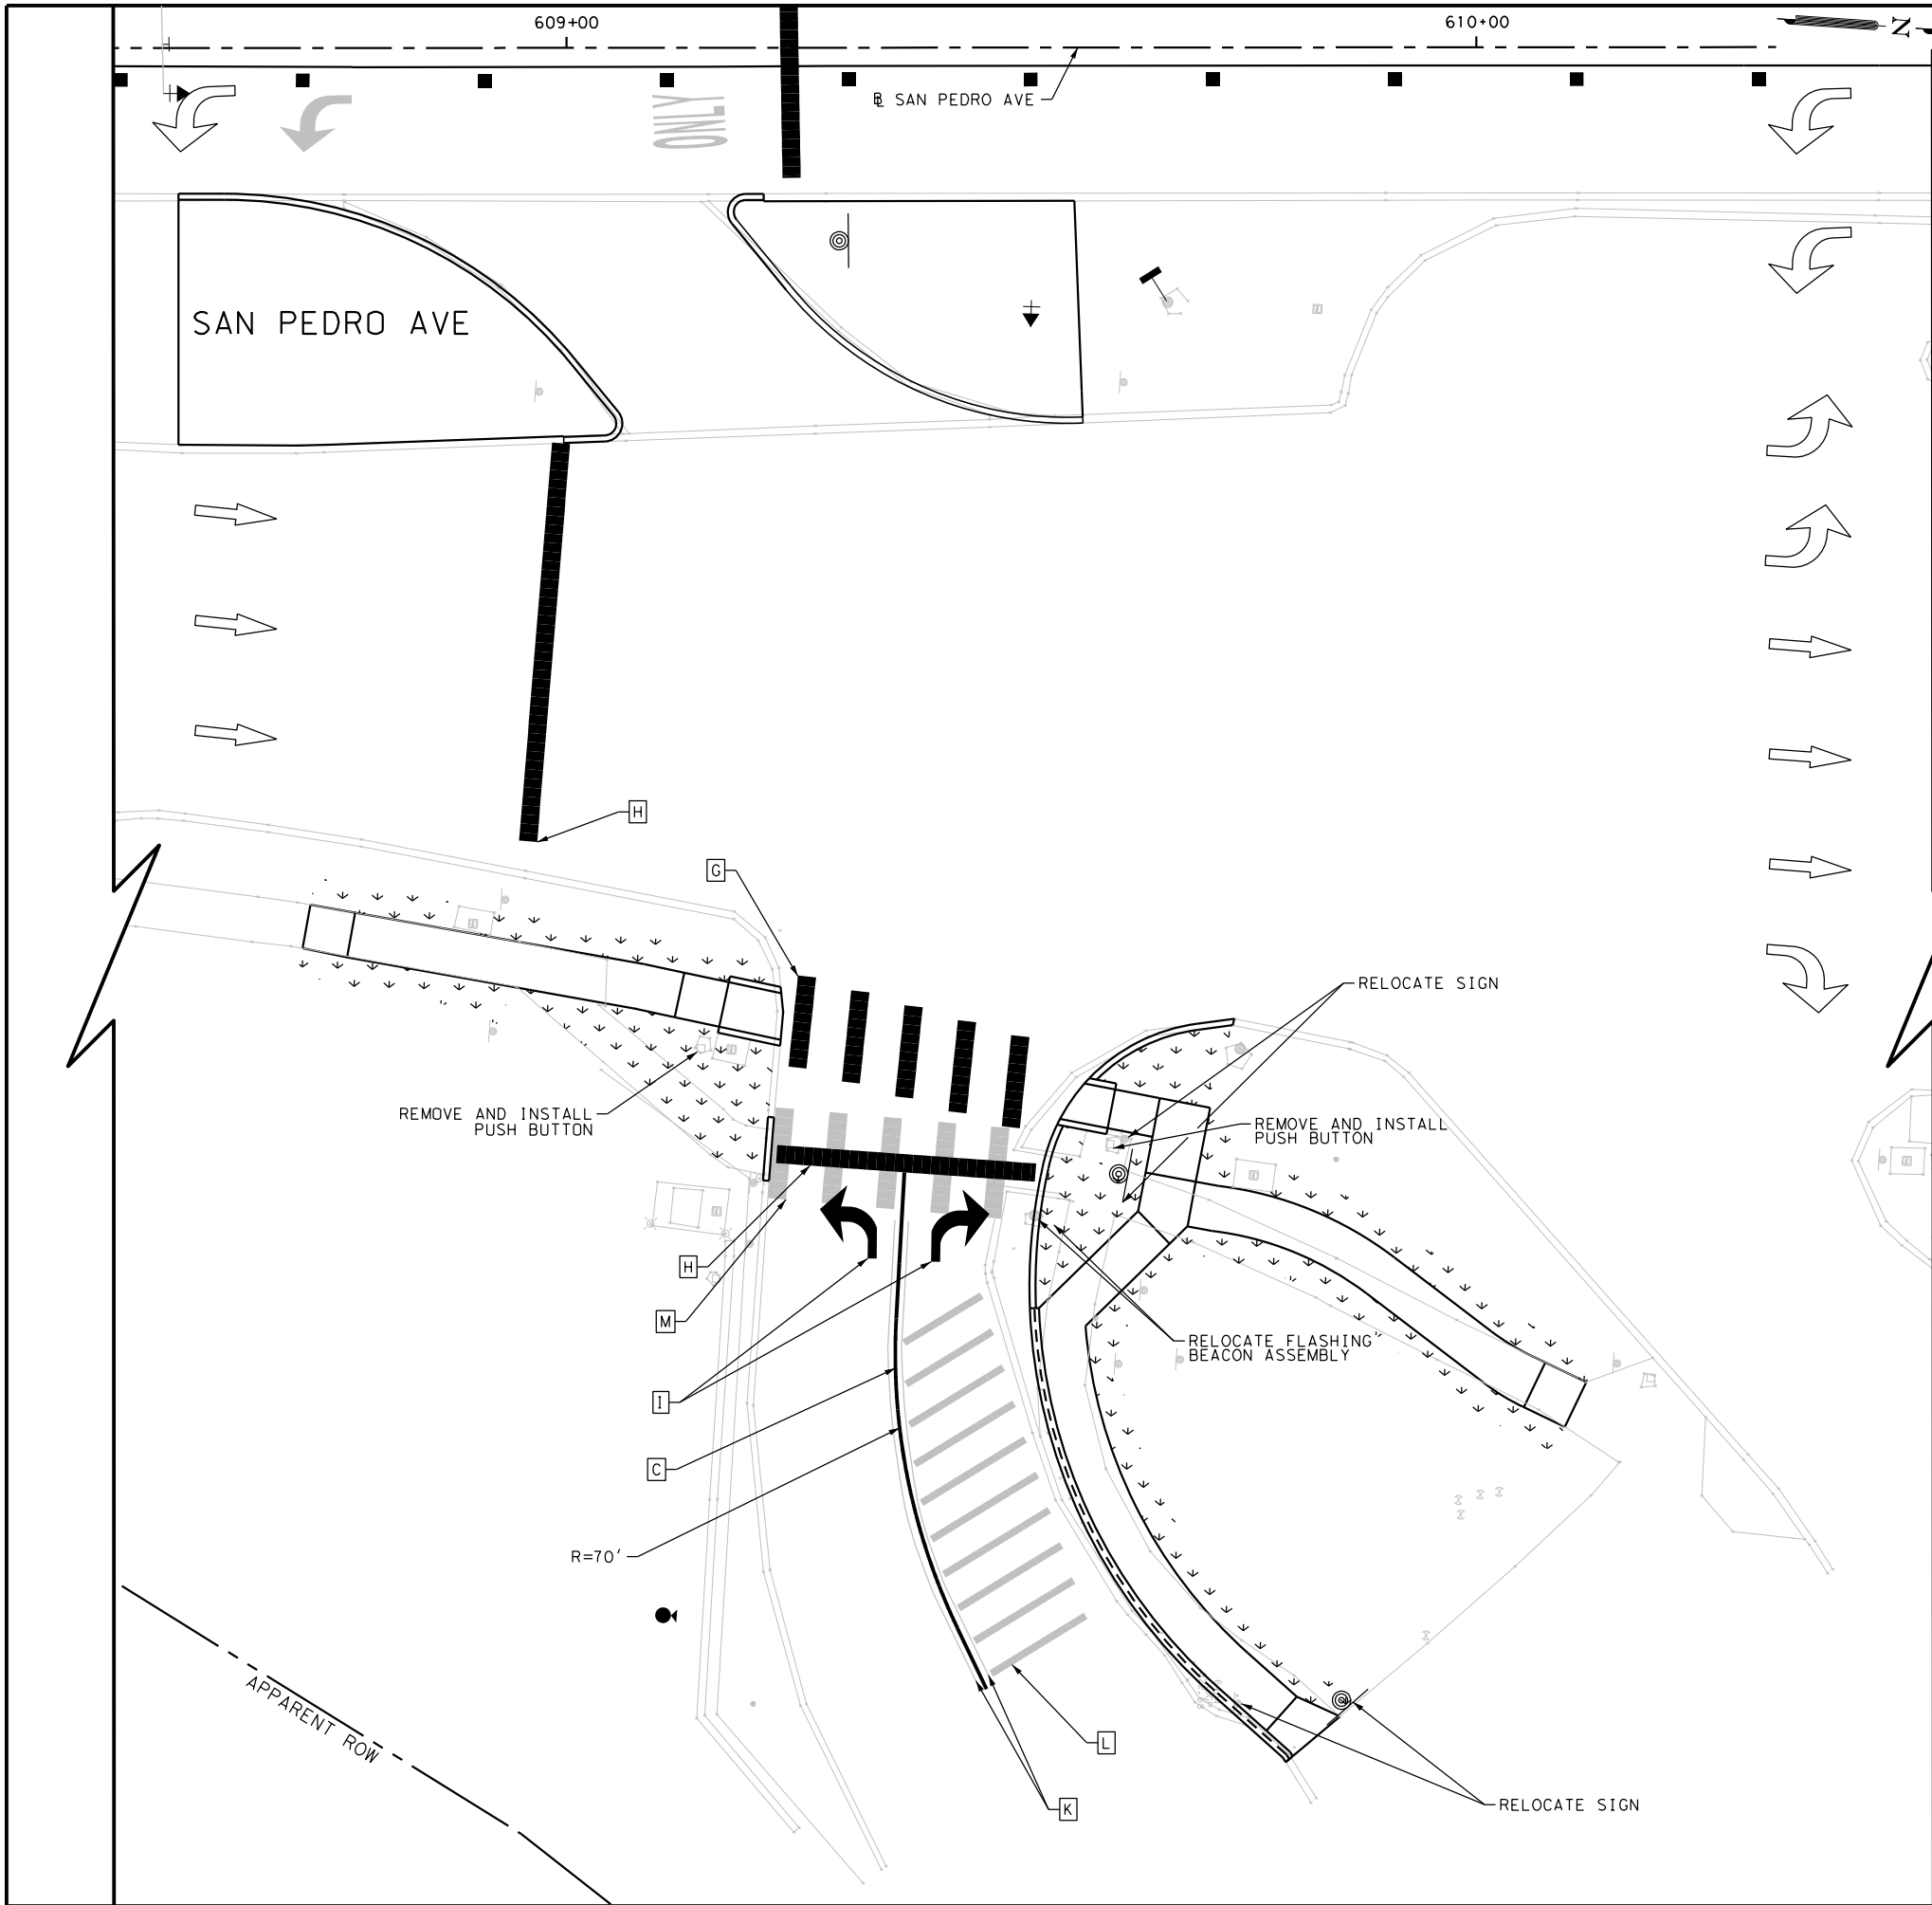 609+00
610+00
N
ONLY
℄ SAN PEDRO AVE
SAN PEDRO AVE
H
G
RELOCATE SIGN
REMOVE AND INSTALL
PUSH BUTTON
REMOVE AND INSTALL
PUSH BUTTON
H
M
RELOCATE FLASHING
BEACON ASSEMBLY
I
C
R=70'
APPARENT ROW
L
K
RELOCATE SIGN